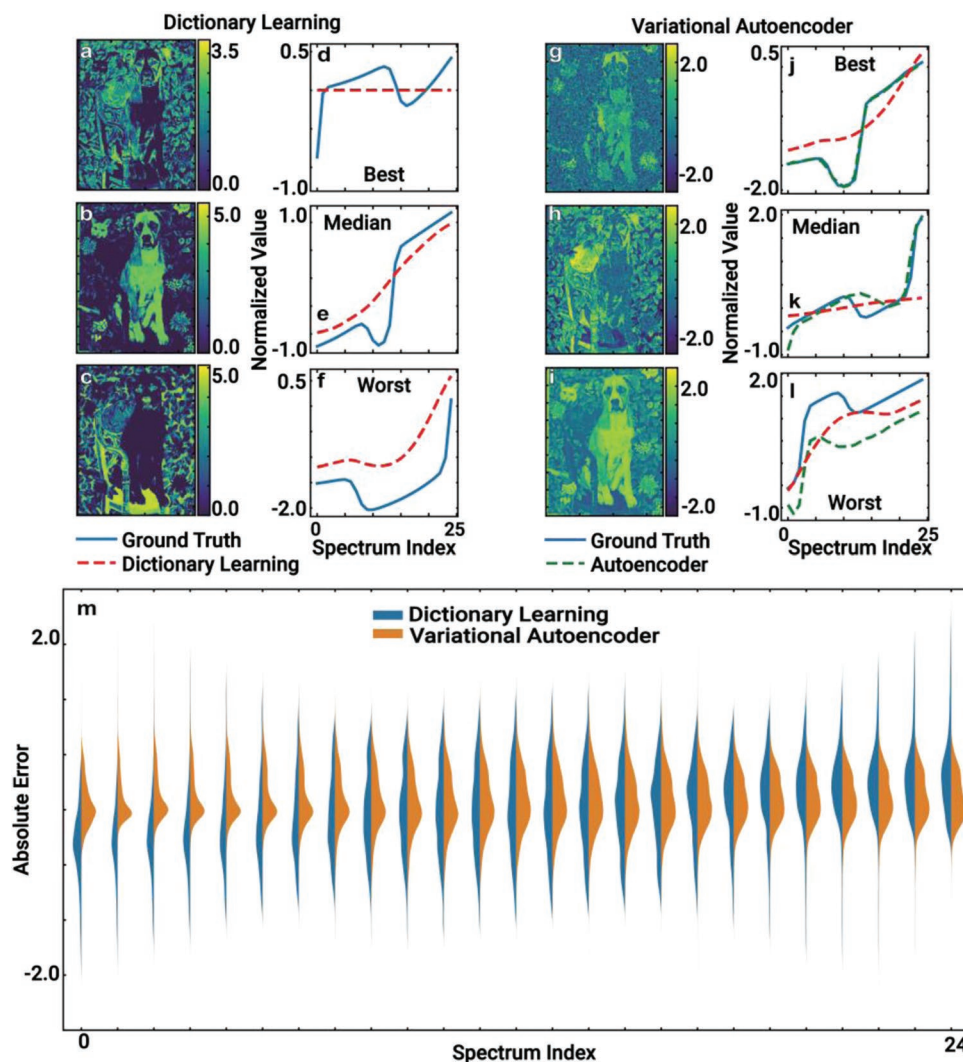 Dictionary Learning
Variational Autoencoder
a
3.5
0.0
b
5.0
0.0
c
5.0
0.0
Normalized Value
0.5
d
Best
-1.0
1.0
Median
e
-1.0
0.5
f
Worst
-2.0
0
25
Spectrum Index
Ground Truth
Dictionary Learning
g
2.0
-2.0
h
2.0
-2.0
i
2.0
-2.0
Normalized Value
0.5
j
Best
-2.0
2.0
Median
k
-1.0
2.0
l
Worst
-1.0
0
25
Spectrum Index
Ground Truth
Autoencoder
m
Dictionary Learning
Variational Autoencoder
2.0
Absolute Error
-2.0
0
Spectrum Index
24